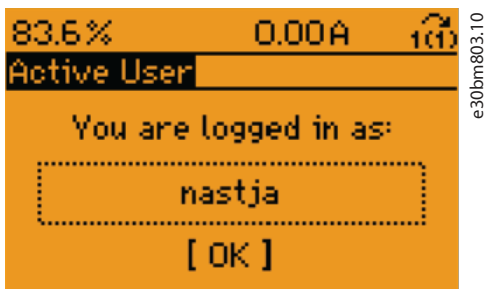 83.6% 0.00A 1(1)
Active User
You are logged in as:
nastja
[ OK ]
e30bm803.10